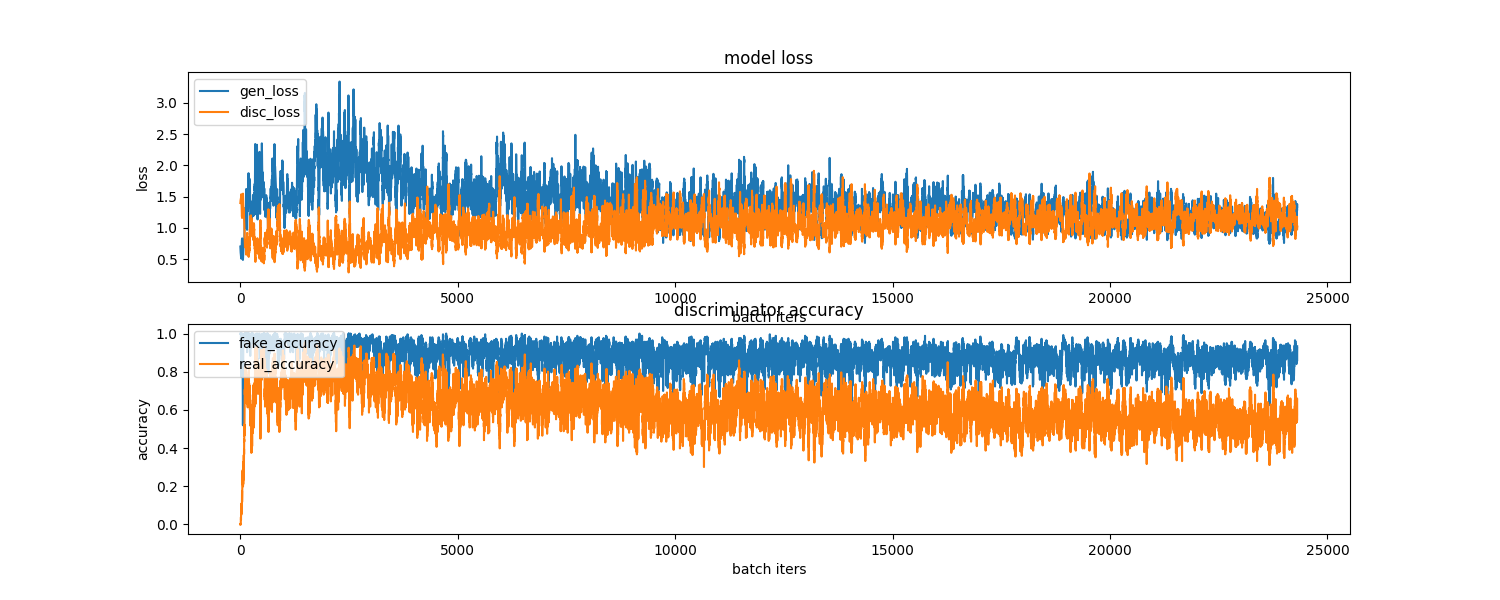 model loss
gen_loss
disc_loss
3.0
2.5
2.0
1.5
1.0
0.5
loss
0 5000 10000 15000 20000 25000
batch iters
discriminator accuracy
fake_accuracy
real_accuracy
1.0
0.8
0.6
0.4
0.2
0.0
accuracy
0 5000 10000 15000 20000 25000
batch iters